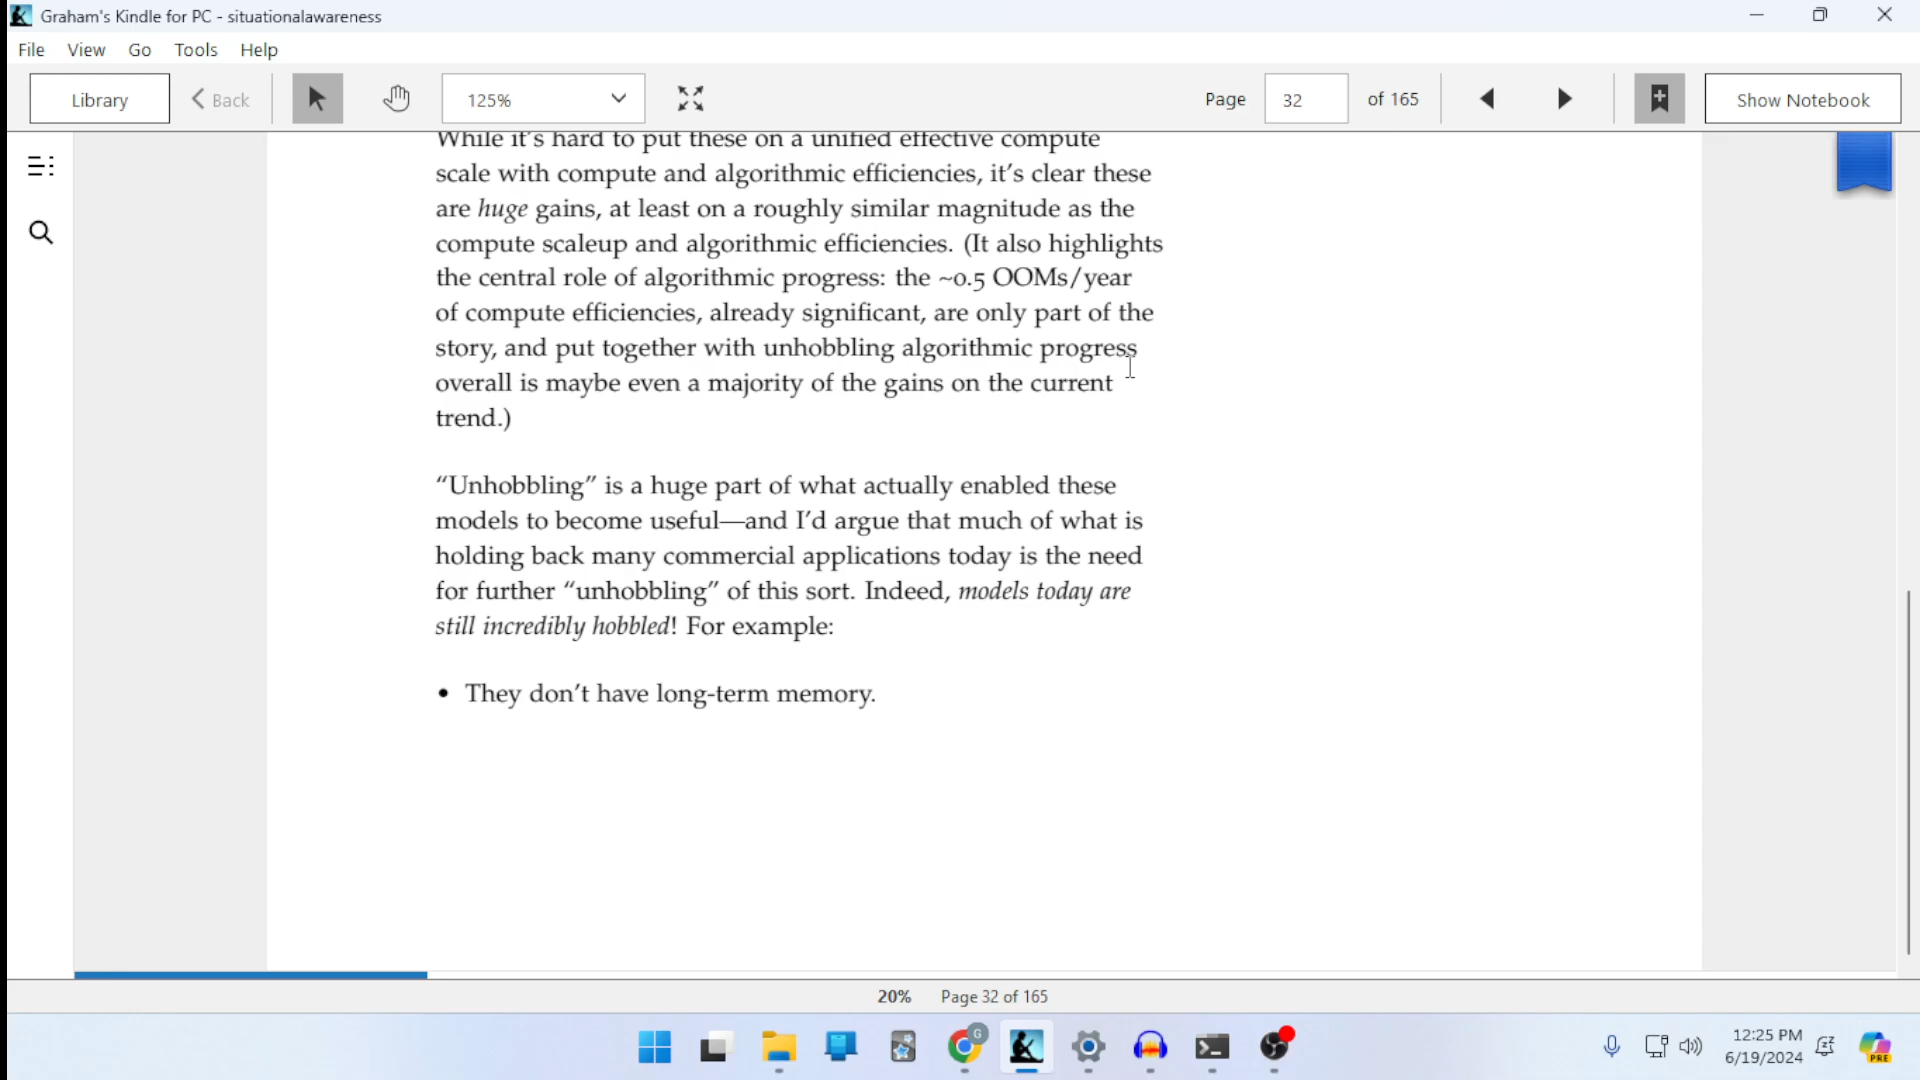 Graham's Kindle for PC - situationalawareness
File View Go Tools Help
Library Back 125% Page 32 of 165 Show Notebook
While it's hard to put these on a unified effective compute
scale with compute and algorithmic efficiencies, it's clear these
are huge gains, at least on a roughly similar magnitude as the
compute scaleup and algorithmic efficiencies. (It also highlights
the central role of algorithmic progress: the ~0.5 OOMs/year
of compute efficiencies, already significant, are only part of the
story, and put together with unhobbling algorithmic progress
overall is maybe even a majority of the gains on the current
trend.)
“Unhobbling” is a huge part of what actually enabled these
models to become useful—and I'd argue that much of what is
holding back many commercial applications today is the need
for further “unhobbling” of this sort. Indeed, models today are
still incredibly hobbled! For example:
• They don't have long-term memory.
20% Page 32 of 165
G
12:25 PM
6/19/2024
PRE